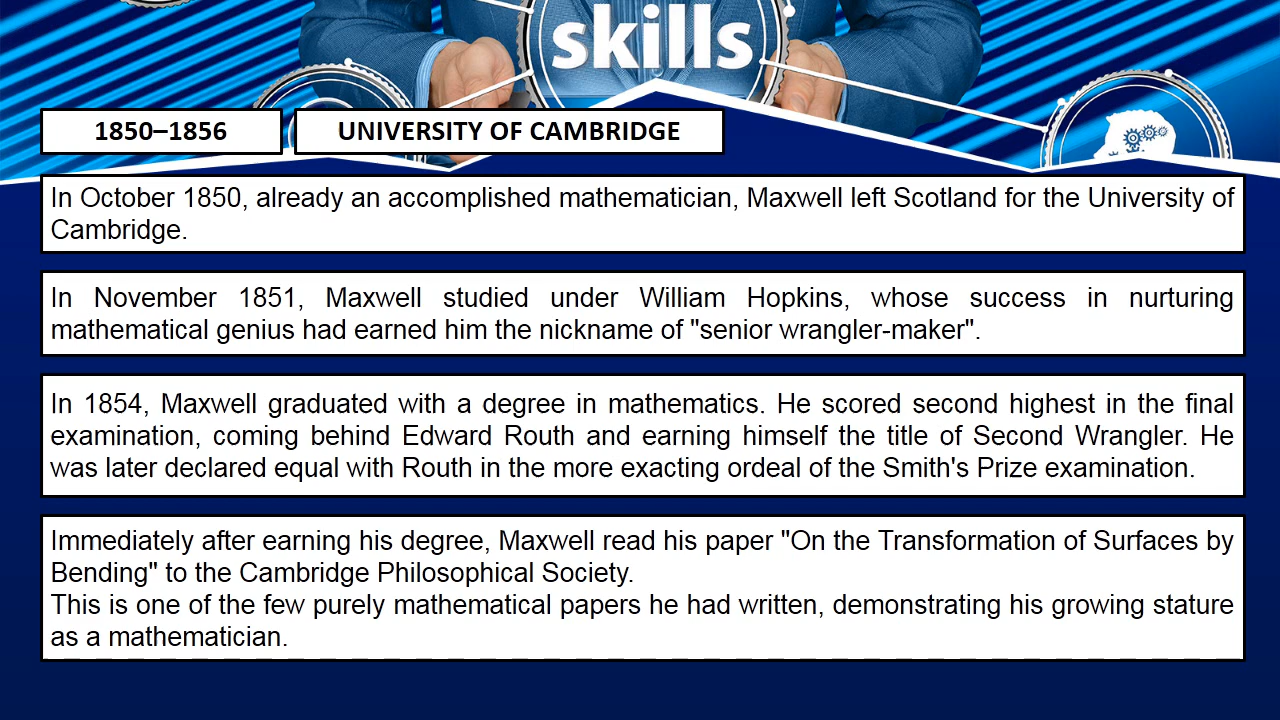 skills
1850–1856
UNIVERSITY OF CAMBRIDGE
In October 1850, already an accomplished mathematician, Maxwell left Scotland for the University of
Cambridge.
In November 1851, Maxwell studied under William Hopkins, whose success in nurturing
mathematical genius had earned him the nickname of "senior wrangler-maker".
In 1854, Maxwell graduated with a degree in mathematics. He scored second highest in the final
examination, coming behind Edward Routh and earning himself the title of Second Wrangler. He
was later declared equal with Routh in the more exacting ordeal of the Smith's Prize examination.
Immediately after earning his degree, Maxwell read his paper "On the Transformation of Surfaces by
Bending" to the Cambridge Philosophical Society.
This is one of the few purely mathematical papers he had written, demonstrating his growing stature
as a mathematician.